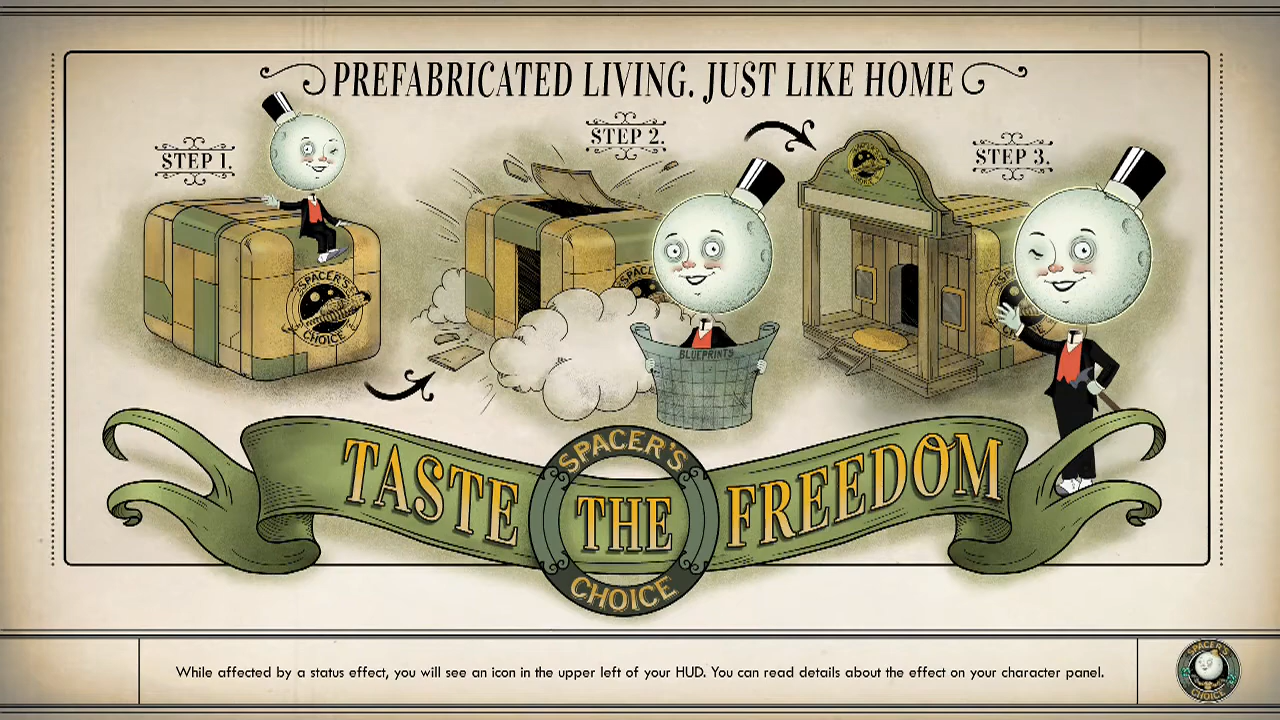 PREFABRICATED LIVING. JUST LIKE HOME
STEP 1.
STEP 2.
STEP 3.
SPACER'S
CHOICE
SPACER'S
BLUEPRINTS
SPACER'S
TASTE THE FREEDOM
CHOICE
While affected by a status effect, you will see an icon in the upper left of your HUD. You can read details about the effect on your character panel.
SPACER'S
CHOICE